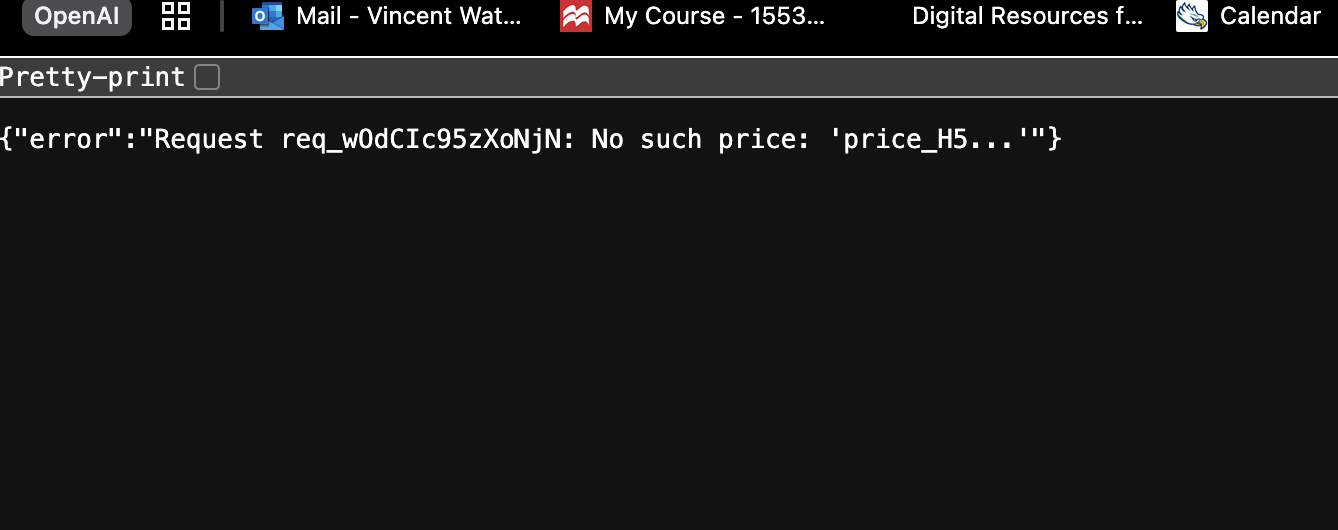 OpenAI Mail - Vincent Wat... My Course - 1553... Digital Resources f... Calendar
Pretty-print
{"error":"Request req_wOdCIc95zXoNjN: No such price: 'price_H5...'"}